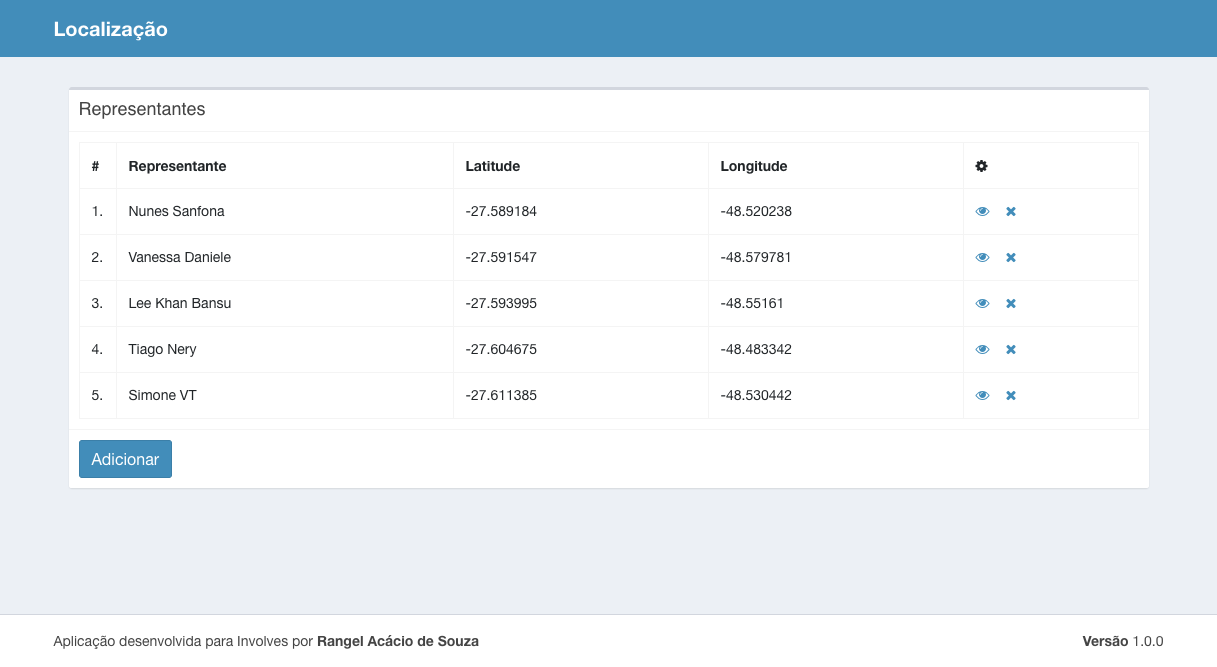 Localização
Representantes
# Representante Latitude Longitude
1. Nunes Sanfona -27.589184 -48.520238
2. Vanessa Daniele -27.591547 -48.579781
3. Lee Khan Bansu -27.593995 -48.55161
4. Tiago Nery -27.604675 -48.483342
5. Simone VT -27.611385 -48.530442
Adicionar
Aplicação desenvolvida para Involves por Rangel Acácio de Souza Versão 1.0.0